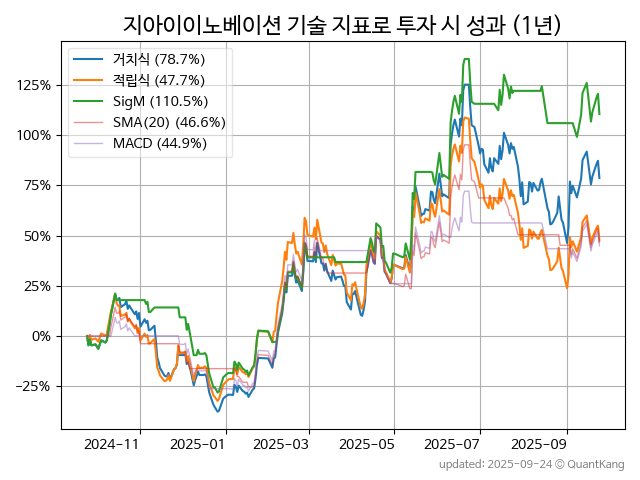 지아이이노베이션 기술 지표로 투자 시 성과 (1년)
거치식 (78.7%)
적립식 (47.7%)
SigM (110.5%)
SMA(20) (46.6%)
MACD (44.9%)
125%
100%
75%
50%
25%
0%
−25%
2024-11
2025-01
2025-03
2025-05
2025-07
2025-09
updated: 2025-09-24 © QuantKang